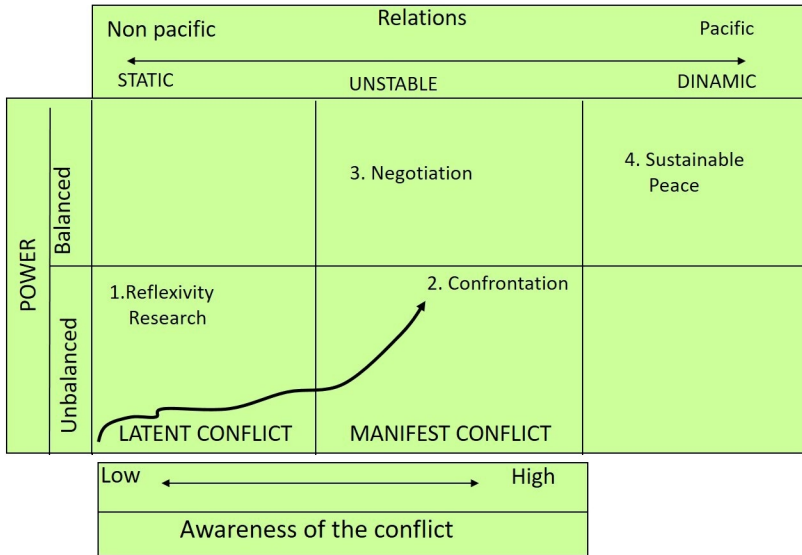 Relations
Non pacific
Pacific
STATIC
UNSTABLE
DINAMIC
POWER
Balanced
3. Negotiation
4. Sustainable
Peace
Unbalanced
1.Reflexivity
Research
2. Confrontation
LATENT CONFLICT
MANIFEST CONFLICT
Low
High
Awareness of the conflict